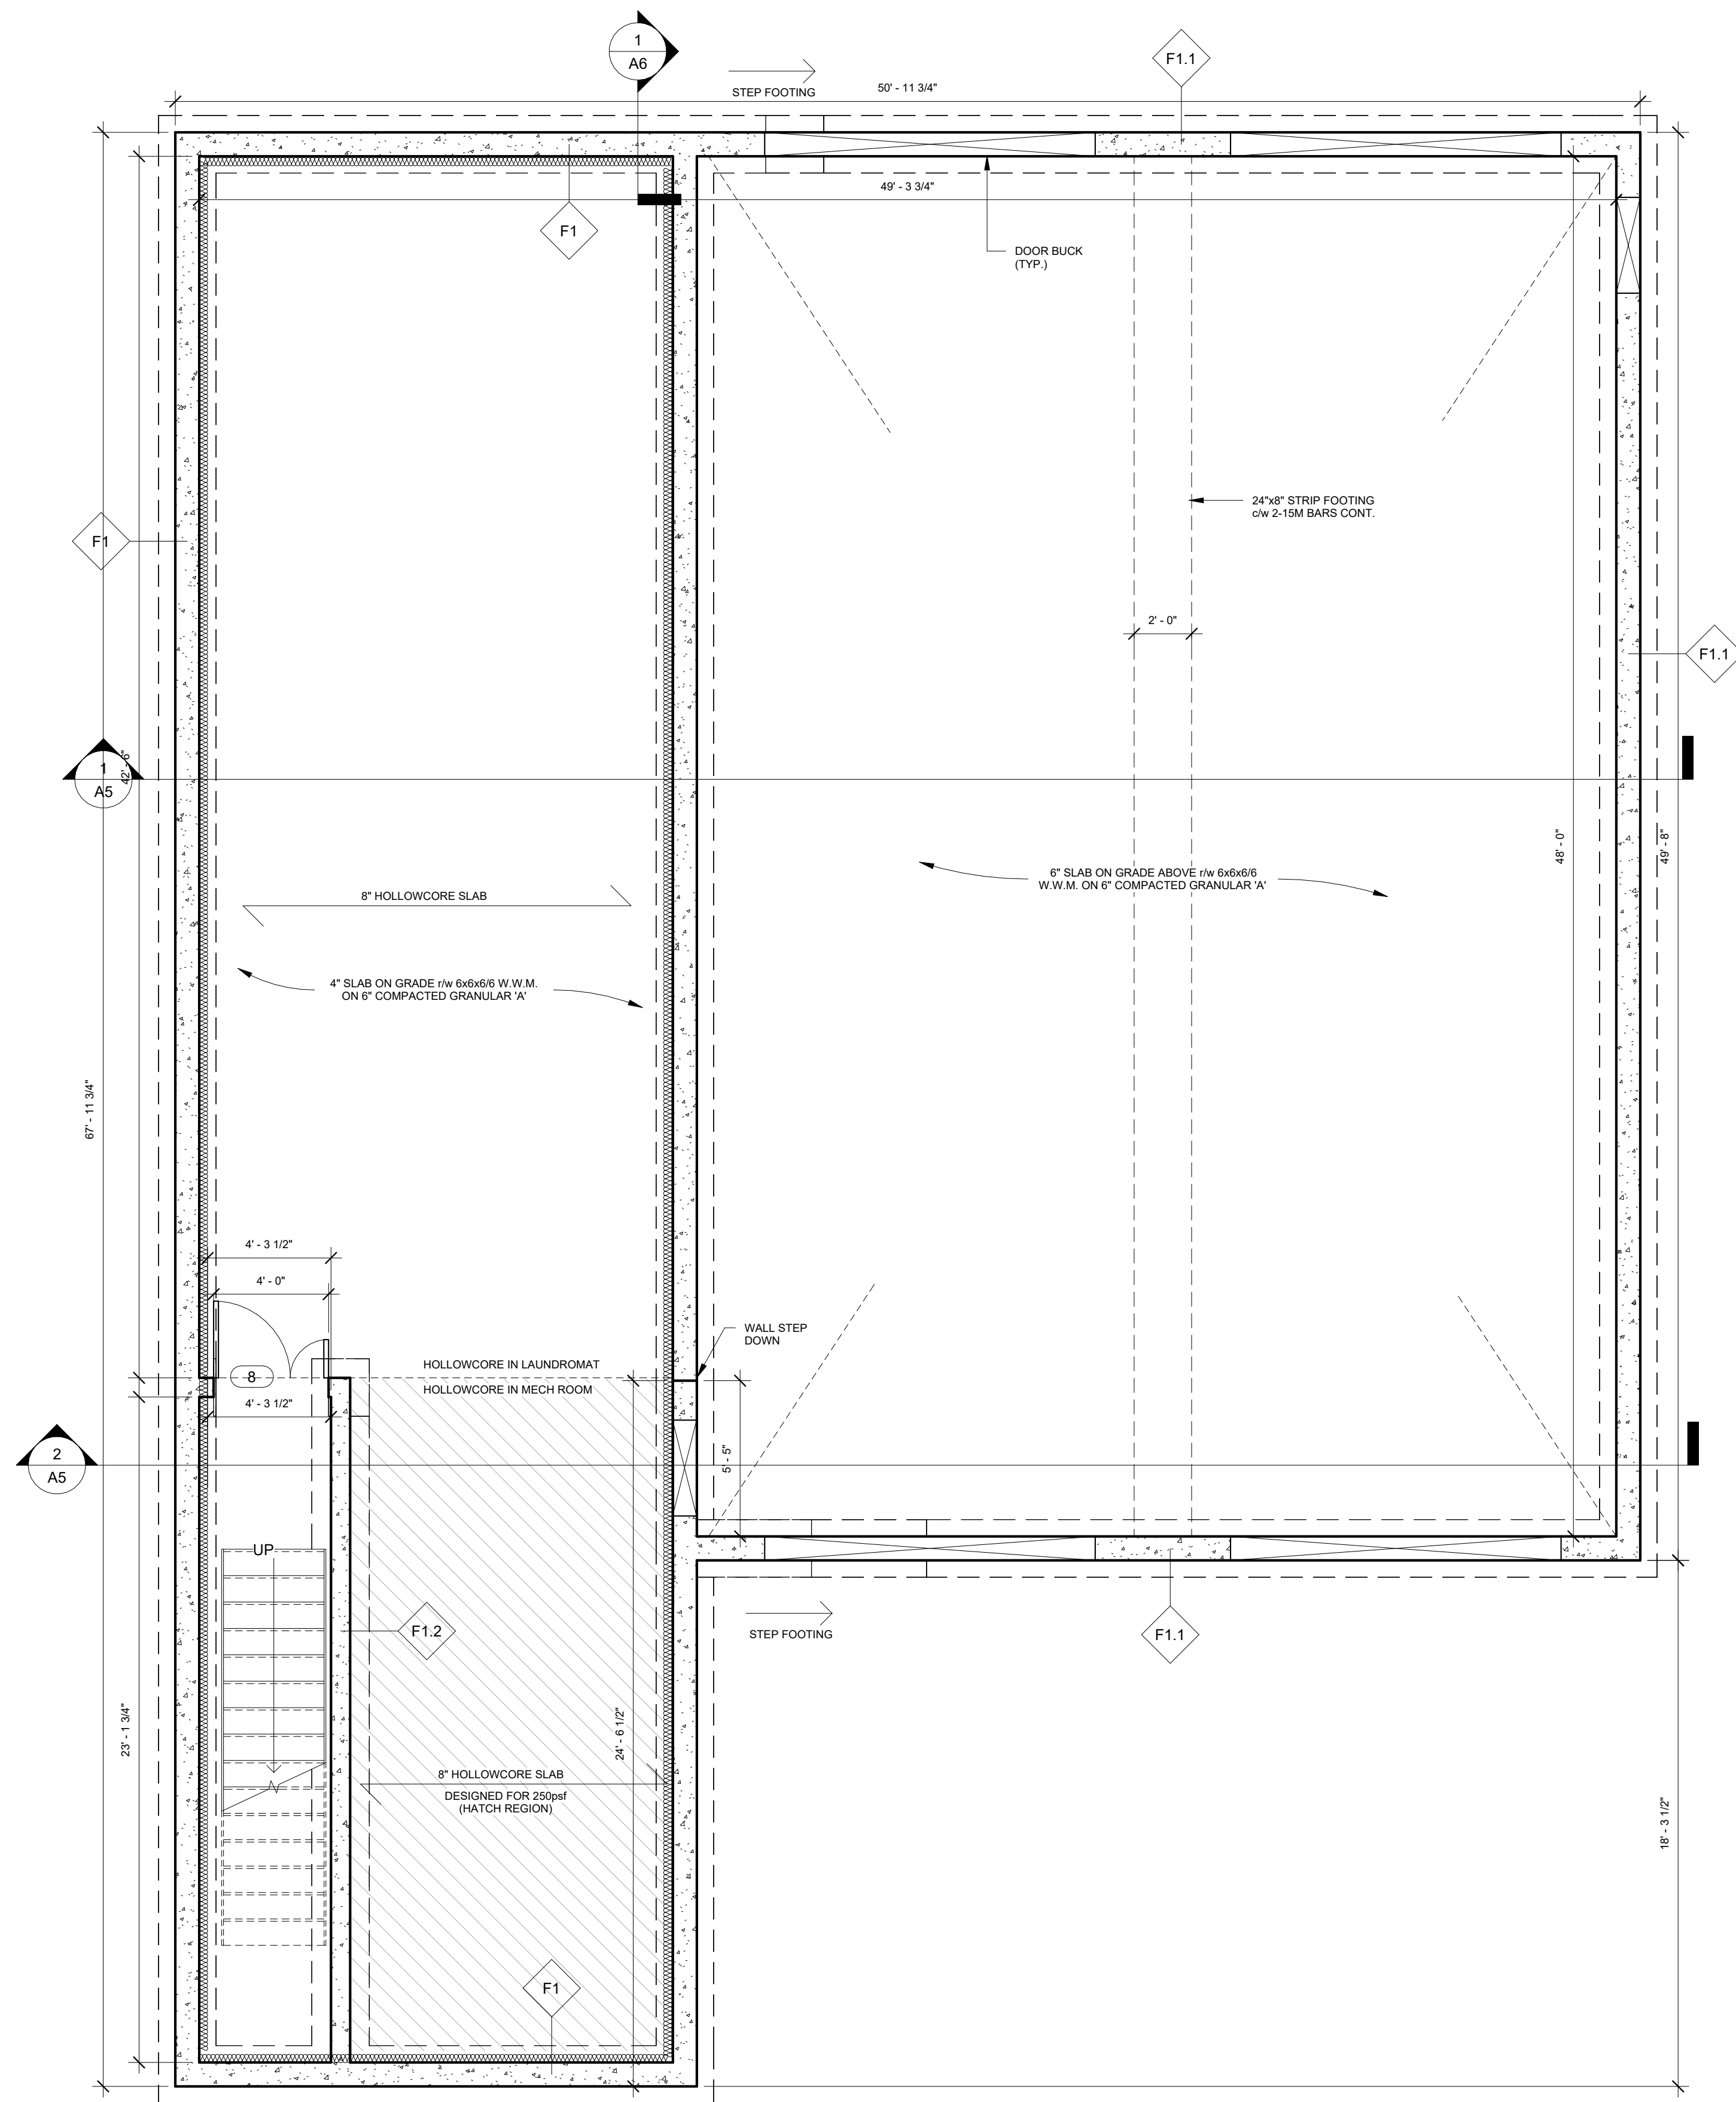 1
A6
STEP FOOTING
50' - 11 3/4"
F1.1
49' - 3 3/4"
F1
DOOR BUCK
(TYP.)
24"x8" STRIP FOOTING
c/w 2-15M BARS CONT.
F1
2' - 0"
F1.1
1
A5
42' - 6"
48' - 0"
49' - 8"
6" SLAB ON GRADE ABOVE r/w 6x6x6/6
W.W.M. ON 6" COMPACTED GRANULAR 'A'
8" HOLLOWCORE SLAB
4" SLAB ON GRADE r/w 6x6x6/6 W.W.M.
ON 6" COMPACTED GRANULAR 'A'
67' - 11 3/4"
4' - 3 1/2"
4' - 0"
WALL STEP
DOWN
HOLLOWCORE IN LAUNDROMAT
8
HOLLOWCORE IN MECH ROOM
4' - 3 1/2"
2
A5
5' - 5"
UP
F1.2
STEP FOOTING
F1.1
23' - 1 3/4"
24' - 6 1/2"
8" HOLLOWCORE SLAB
DESIGNED FOR 250psf
(HATCH REGION)
18' - 3 1/2"
F1